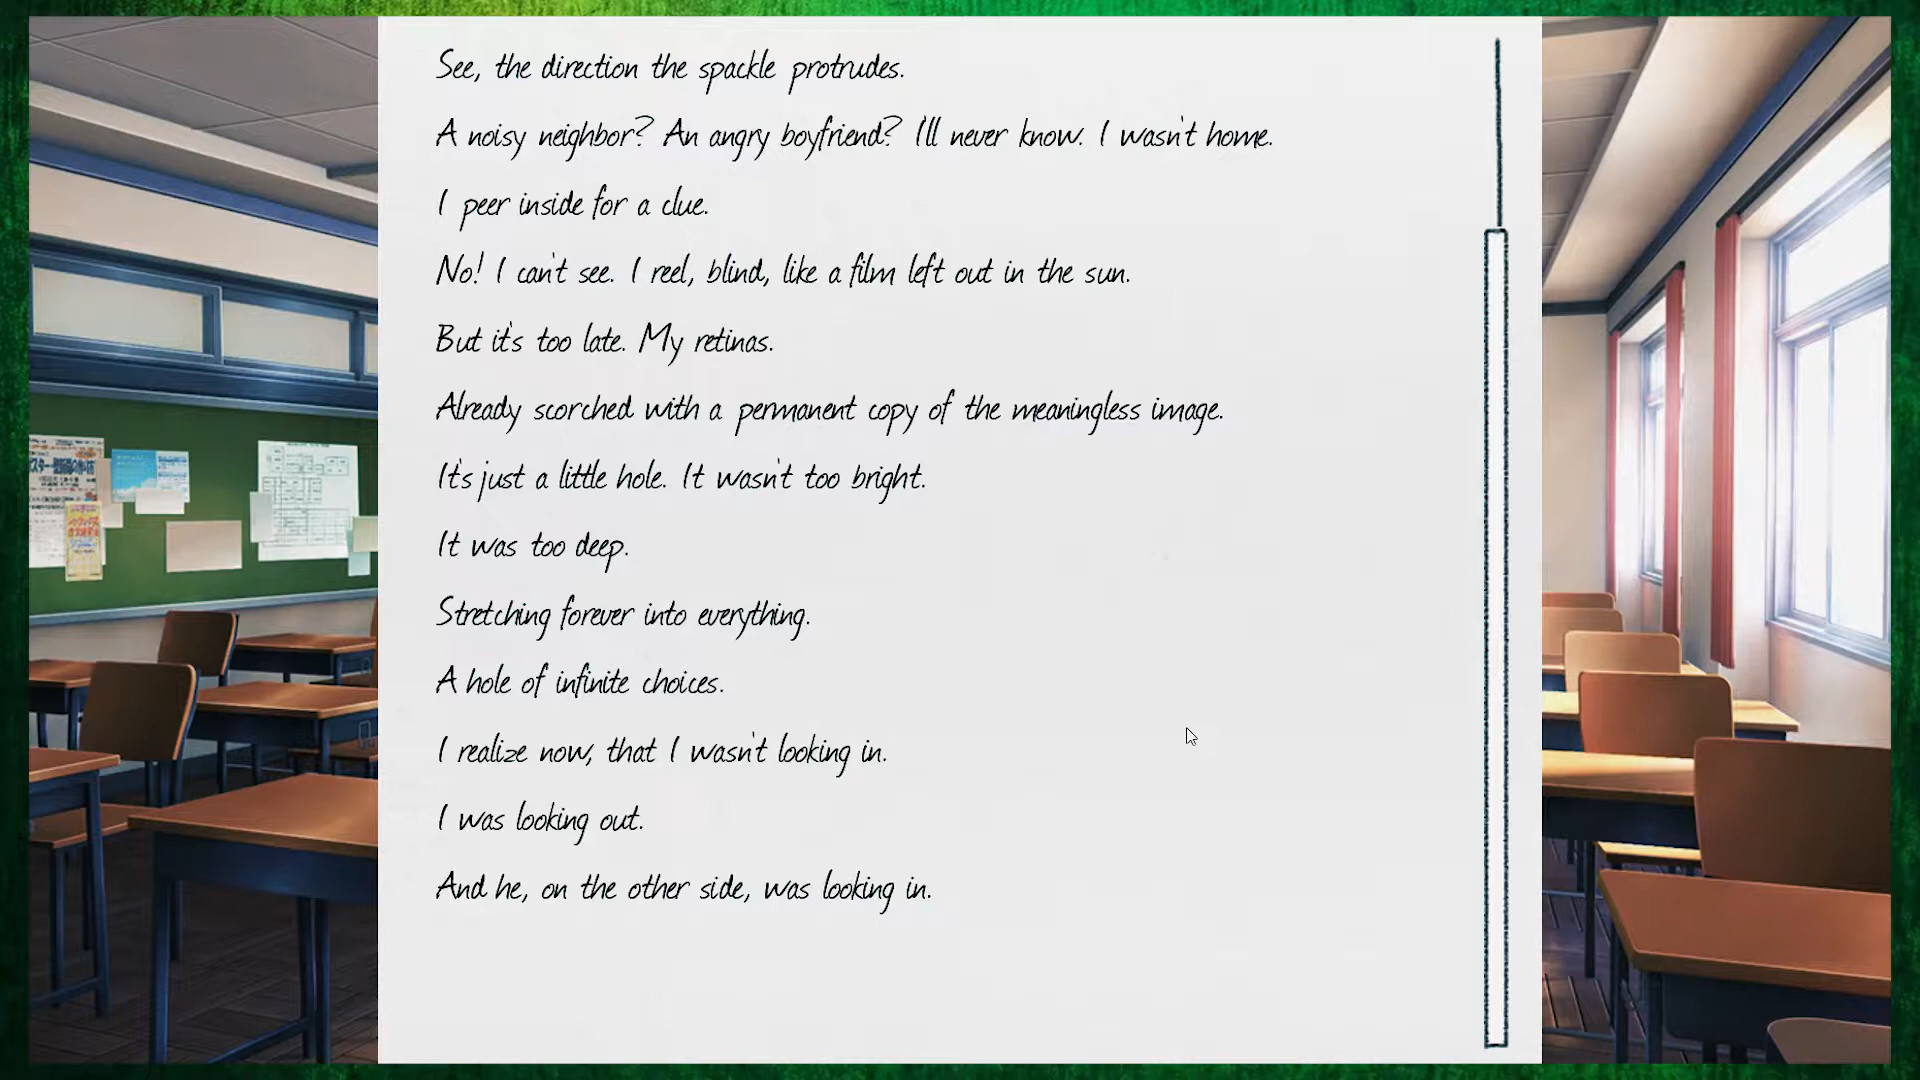 See, the direction the spackle protrudes.
A noisy neighbor? An angry boyfriend? I'll never know. I wasn't home.
I peer inside for a clue.
No! I can't see. I reel, blind, like a film left out in the sun.
But it's too late. My retinas.
Already scorched with a permanent copy of the meaningless image.
It's just a little hole. It wasn't too bright.
It was too deep.
Stretching forever into everything.
A hole of infinite choices.
I realize now, that I wasn't looking in.
I was looking out.
And he, on the other side, was looking in.